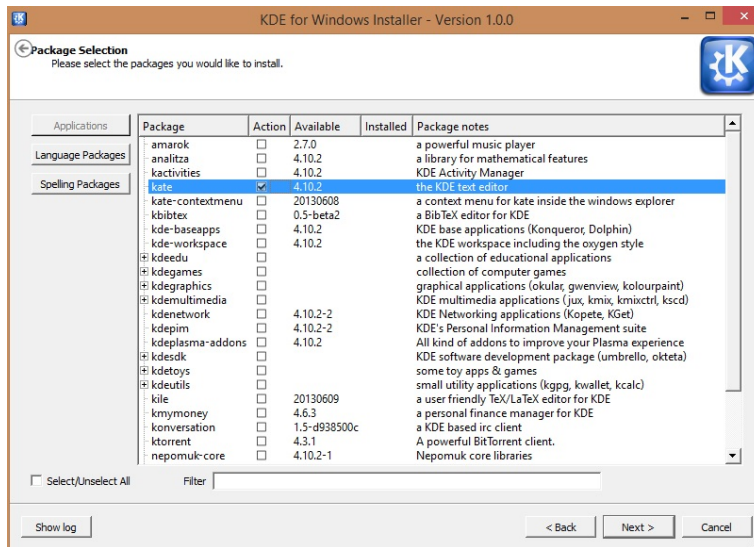 KDE for Windows Installer - Version 1.0.0
Package Selection
Please select the packages you would like to install.
Applications
Language Packages
Spelling Packages
Package Action Available Installed Package notes
amarok 2.7.0 a powerful music player
analitza 4.10.2 a library for mathematical features
kactivities 4.10.2 KDE Activity Manager
kate 4.10.2 the KDE text editor
kate-contextmenu 20130608 a context menu for kate inside the windows explorer
kbibtex 0.5-beta2 a BibTeX editor for KDE
kde-baseapps 4.10.2 KDE base applications (Konqueror, Dolphin)
kde-workspace 4.10.2 the KDE workspace including the oxygen style
kdeedu a collection of educational applications
kdegames collection of computer games
kdegraphics graphical applications (okular, gwenview, kolourpaint)
kdemultimedia KDE multimedia applications (jux, kmix, kmixctrl, kscd)
kdenetwork 4.10.2-2 KDE Networking applications (Kopete, KGet)
kdepim 4.10.2-2 KDE's Personal Information Management suite
kdeplasma-addons 4.10.2 All kind of addons to improve your Plasma experience
kdesdk KDE software development package (umbrello, okteta)
kdetoys some toy apps & games
kdeutils small utility applications (kgpg, kwallet, kcalc)
kile 20130609 a user friendly TeX/LaTeX editor for KDE
kmymoney 4.6.3 a personal finance manager for KDE
konversation 1.5-d938500c a KDE based irc client
ktorrent 4.3.1 A powerful BitTorrent client.
nepomuk-core 4.10.2-1 Nepomuk core libraries
Select/Unselect All Filter
Show log < Back Next > Cancel